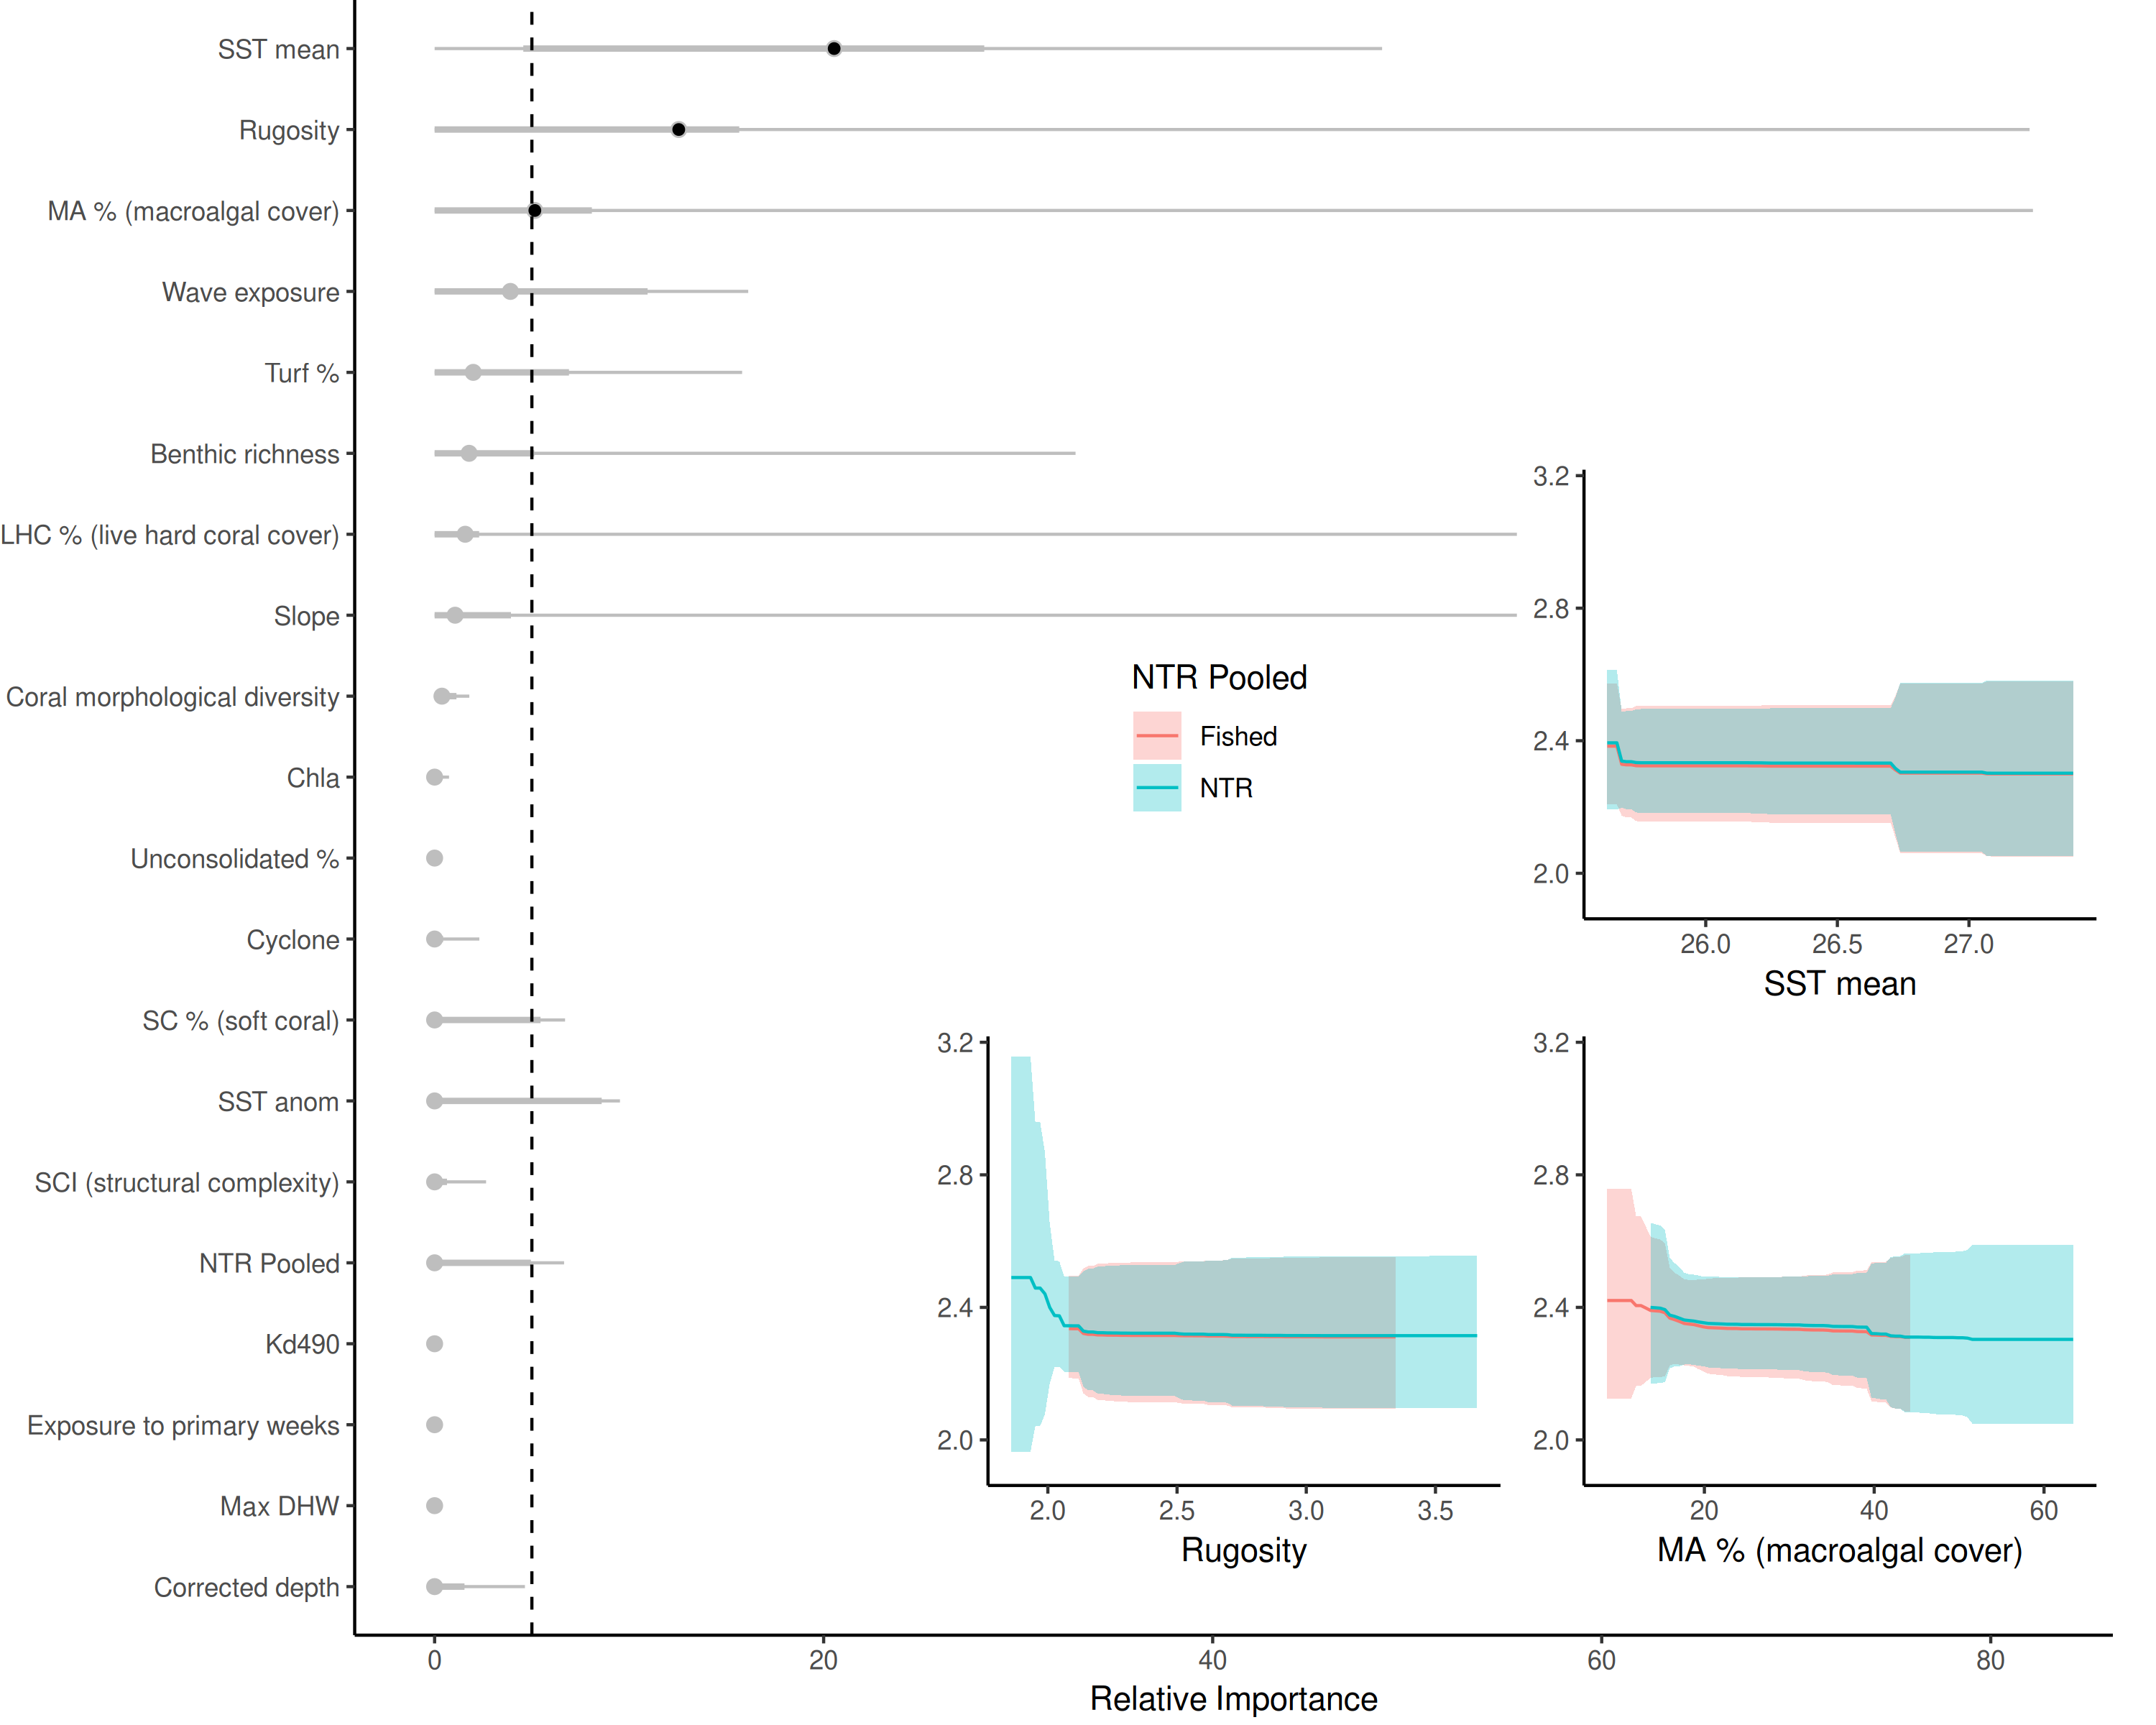 SST mean
Rugosity
MA % (macroalgal cover)
Wave exposure
Turf %
Benthic richness
LHC % (live hard coral cover)
Slope
Coral morphological diversity
Chla
Unconsolidated %
Cyclone
SC % (soft coral)
SST anom
SCI (structural complexity)
NTR Pooled
Kd490
Exposure to primary weeks
Max DHW
Corrected depth
0 20 40 60 80
Relative Importance
NTR Pooled
Fished
NTR
3.2
2.8
2.4
2.0
26.0 26.5 27.0
SST mean
3.2
2.8
2.4
2.0
2.0 2.5 3.0 3.5
Rugosity
3.2
2.8
2.4
2.0
20 40 60
MA % (macroalgal cover)